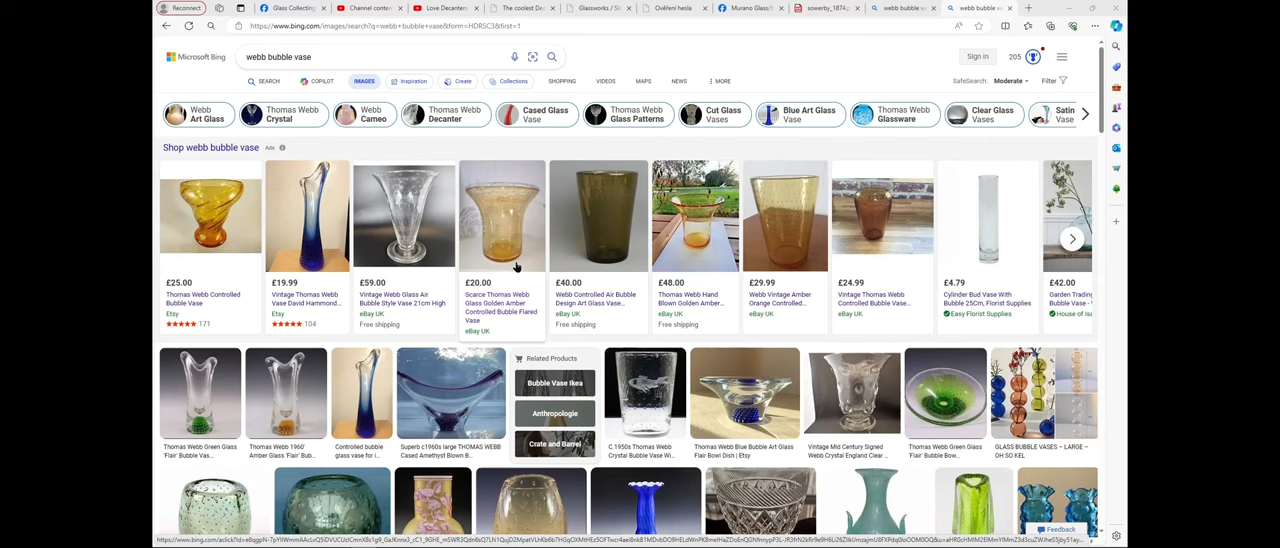 Reconnect
Glass Collecting
Channel conten
Love Decanters
The coolest De
Glassworks / Sk
Ověření hesla
Murano Glass/
sowerby_1874.p
webb bubble va
webb bubble va
https://www.bing.com/images/search?q=webb+bubble+vase&form=HDRSC3&first=1
Microsoft Bing
webb bubble vase
Sign in
205
SEARCH
COPILOT
IMAGES
Inspiration
Create
Collections
SHOPPING
VIDEOS
MAPS
NEWS
MORE
SafeSearch: Moderate
Filter
Webb Art Glass
Thomas Webb Crystal
Webb Cameo
Thomas Webb Decanter
Cased Glass Vase
Thomas Webb Glass Patterns
Cut Glass Vases
Blue Art Glass Vase
Thomas Webb Glassware
Clear Glass Vases
Satin Vase
Shop webb bubble vase Ads
£25.00
Thomas Webb Controlled
Bubble Vase
Etsy
171
£19.99
Vintage Thomas Webb
Vase David Hammond...
Etsy
104
£59.00
Vintage Webb Glass Air
Bubble Style Vase 21cm High
eBay UK
Free shipping
£20.00
Scarce Thomas Webb
Glass Golden Amber
Controlled Bubble Flared
Vase
eBay UK
£40.00
Webb Controlled Air Bubble
Design Art Glass Vase...
eBay UK
Free shipping
£48.00
Thomas Webb Hand
Blown Golden Amber...
eBay UK
Free shipping
£29.99
Webb Vintage Amber
Orange Controlled...
eBay UK
£24.99
Vintage Thomas Webb
Controlled Bubble Vase...
eBay UK
£4.79
Cylinder Bud Vase With
Bubble 25Cm, Florist Supplies
Easy Florist Supplies
£42.00
Garden Trading
Bubble Vase -
House of Is
Related Products
Bubble Vase Ikea
Anthropologie
Crate and Barrel
Thomas Webb Green Glass
'Flair' Bubble Vas...
Thomas Webb 1960'
Amber Glass 'Flair' Bub...
Controlled bubble
glass vase for i...
Superb c1960s large THOMAS WEBB
Cased Amethyst Blown B...
C.1950s Thomas Webb
Crystal Bubble Vase Wi...
Thomas Webb Blue Bubble Art Glass
Flair Bowl Dish | Etsy
Vintage Mid Century Signed
Webb Crystal England Clear ...
Thomas Webb Green Glass
'Flair' Bubble Bow...
GLASS BUBBLE VASES – LARGE –
OH SO KEL
Feedback